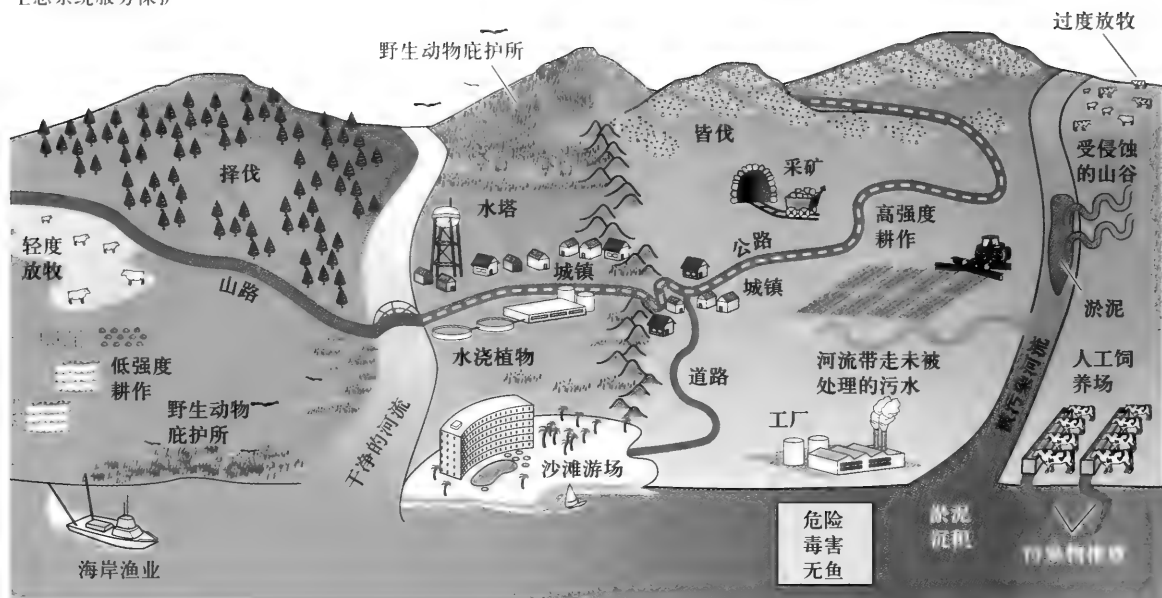 生态系统服务保护
过度放牧
野生动物庇护所
皆伐
采矿
择伐
受侵蚀
的山谷
水塔
高强度
耕作
公路
轻度
放牧
城镇
城镇
山路
淤泥
水浇植物
河流带走未被
处理的污水
人工饲
养场
低强度
耕作
道路
被污染河流
野生动物
庇护所
干净的河流
工厂
沙滩游场
危险
毒害
无鱼
淤泥
沉积
海岸渔业